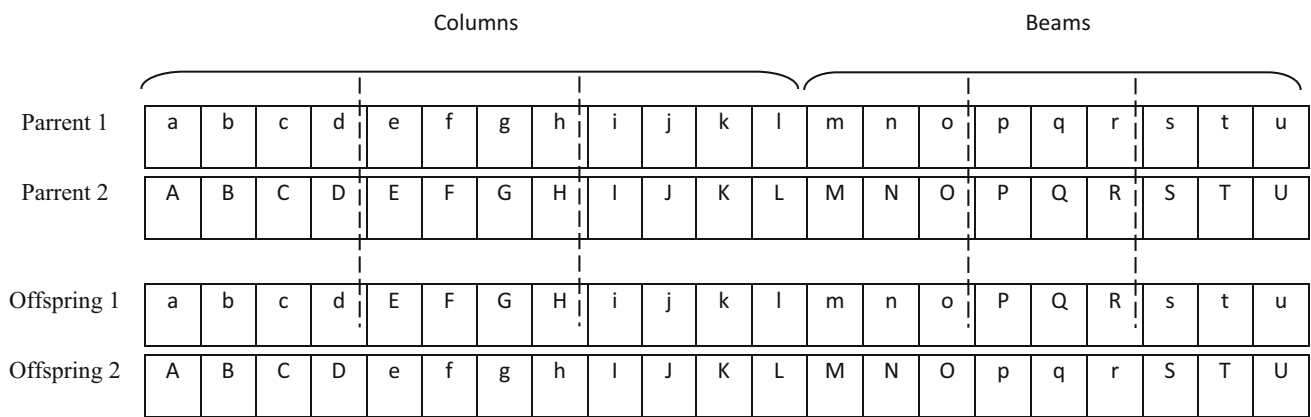 Columns Beams
Parrent 1 a b c d e f g h i j k l m n o p q r s t u
Parrent 2 A B C D E F G H I J K L M N O P Q R S T U
Offspring 1 a b c d E F G H i j k l m n o P Q R s t u
Offspring 2 A B C D e f g h I J K L M N O p q r S T U